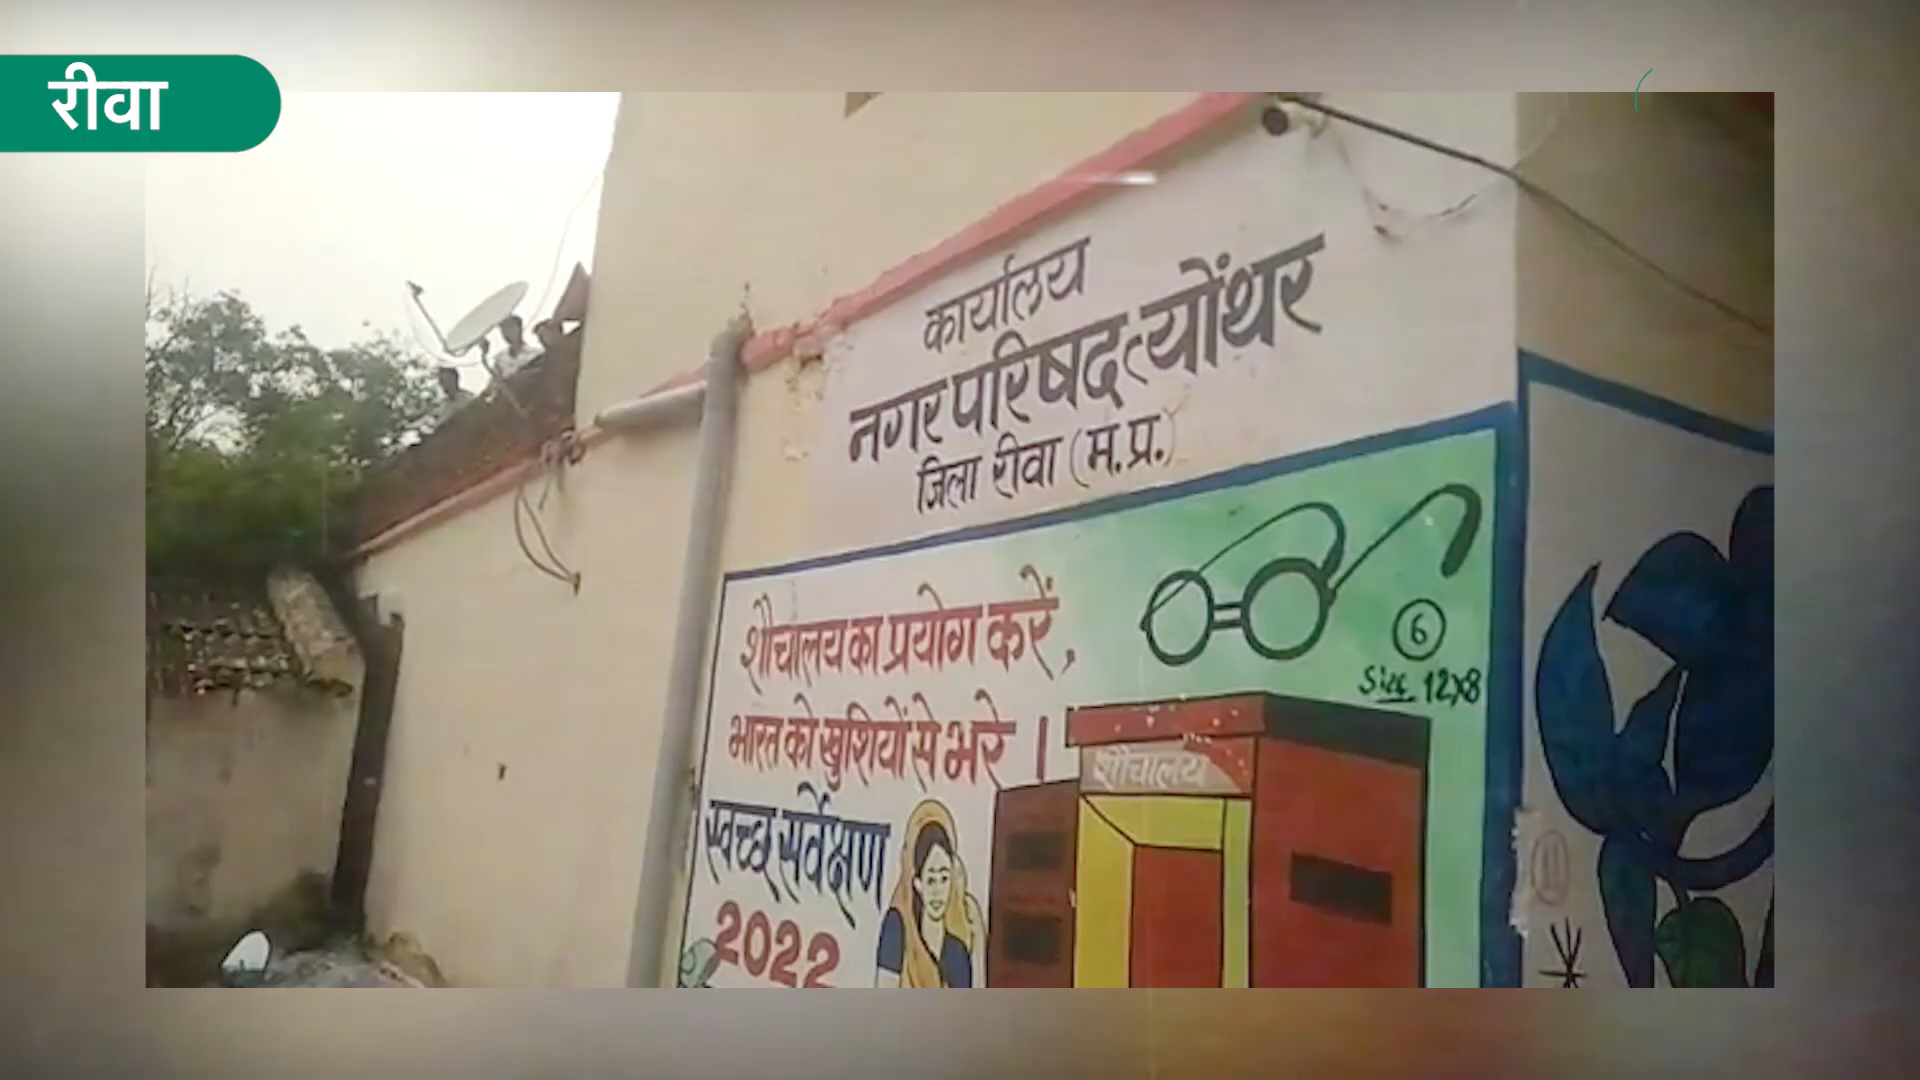 रीवा
कार्यालय
नगर परिषद त्योंथर
जिला रीवा (म.प्र.)
शौचालय का प्रयोग करें,
भारत को खुशियों से भरे ।
6
Size 12x8
शौचालय
स्वच्छ सर्वेक्षण
2022